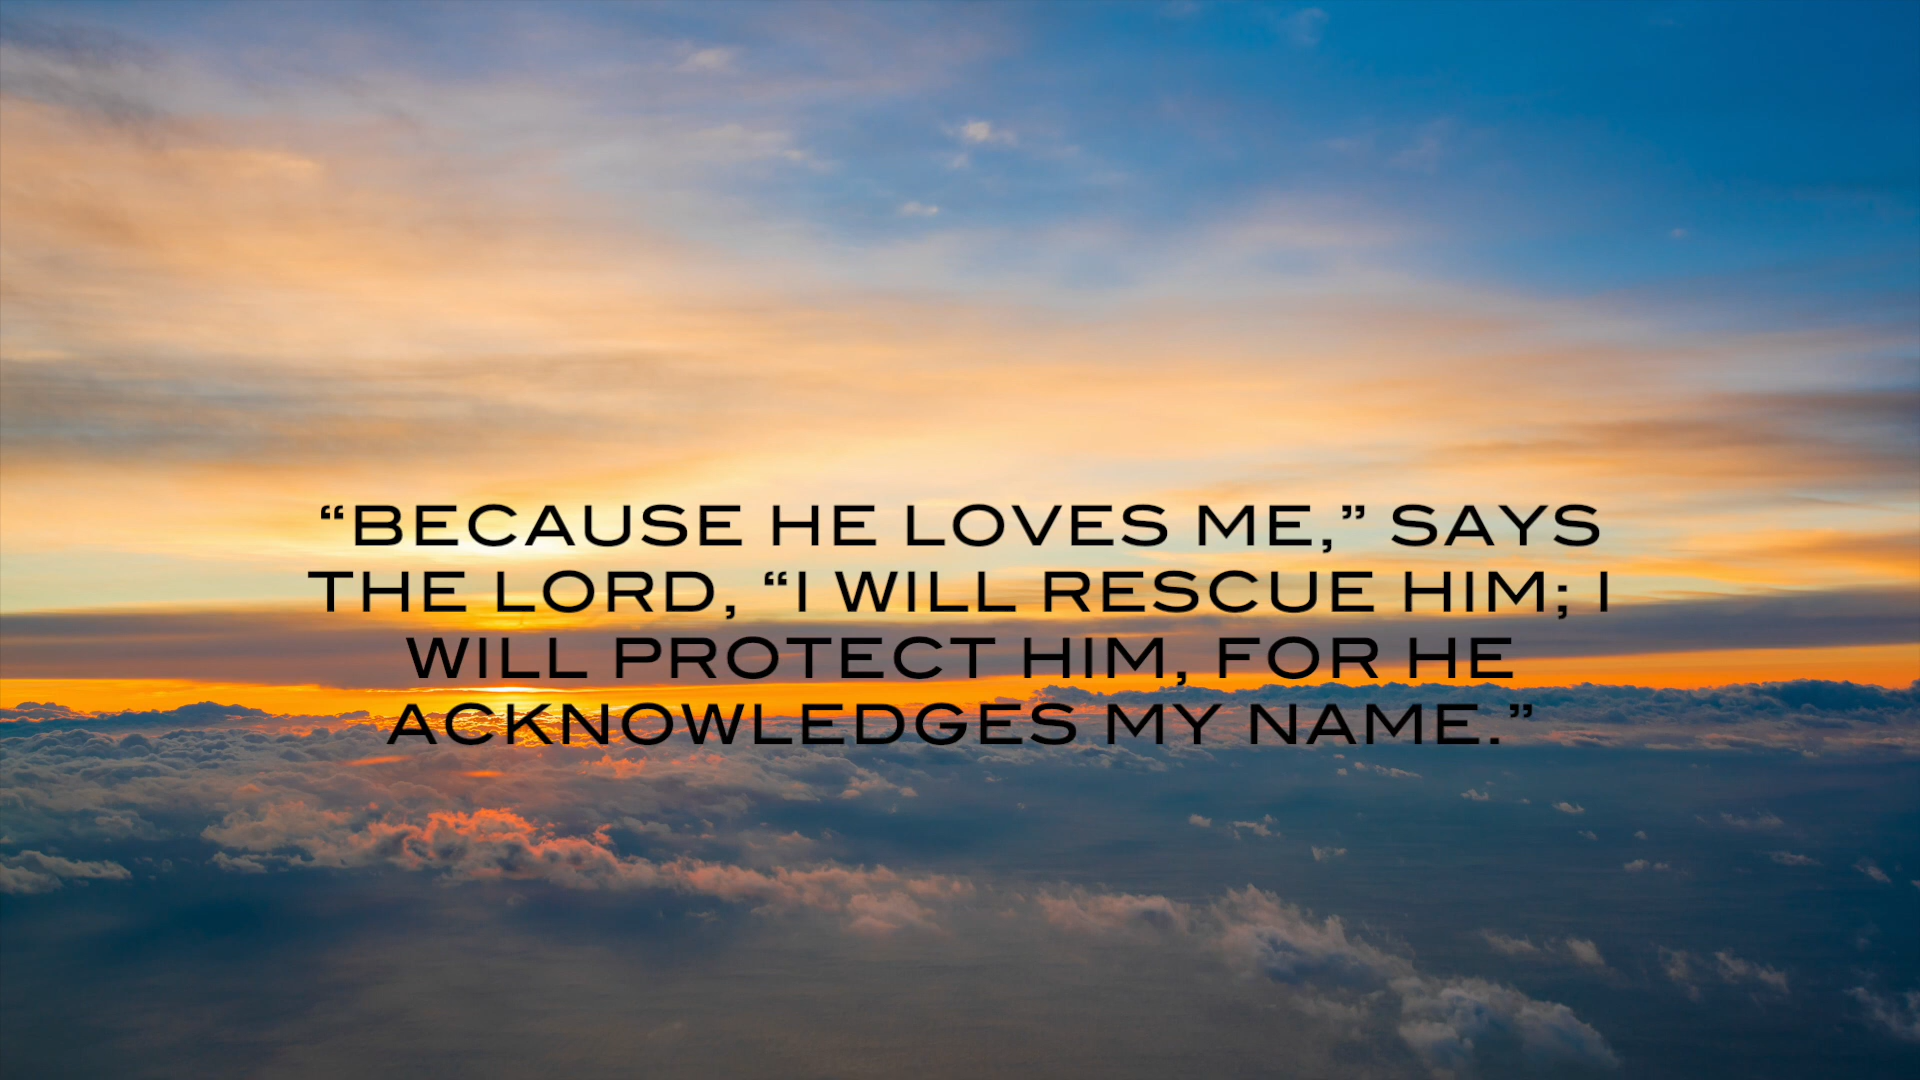 “BECAUSE HE LOVES ME,” SAYS
THE LORD, “I WILL RESCUE HIM; I
WILL PROTECT HIM, FOR HE
ACKNOWLEDGES MY NAME.”